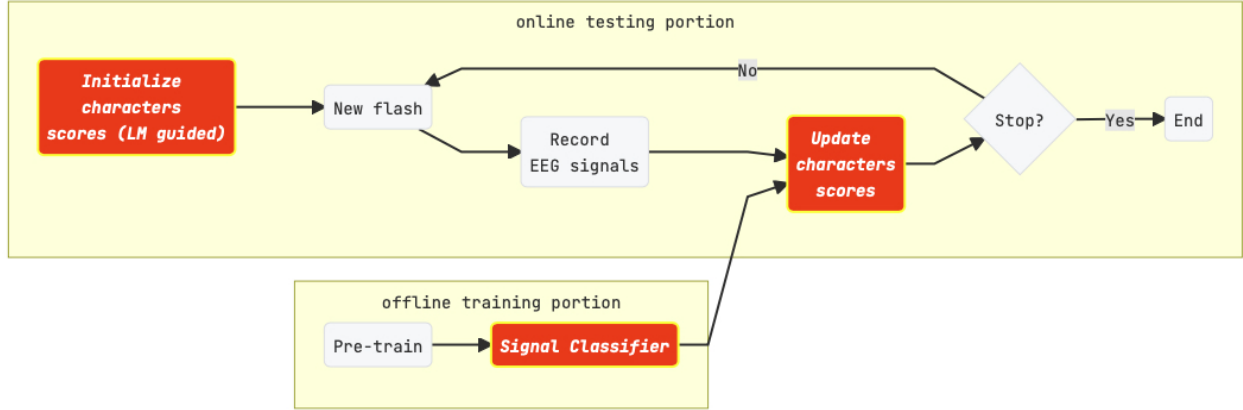 online testing portion
Initialize
characters
scores (LM guided)
New flash
Record
EEG signals
Update
characters
scores
Stop?
No
Yes
End
offline training portion
Pre-train
Signal Classifier